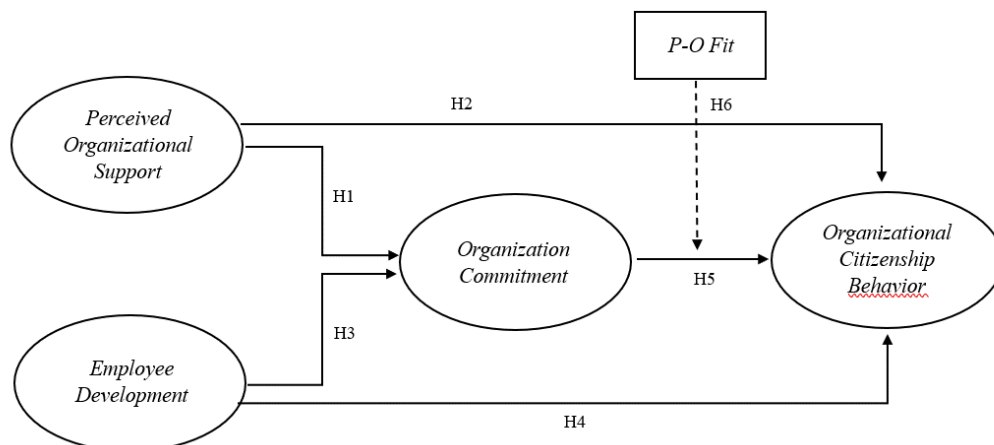 P-O Fit
H2
H6
Perceived
Organizational
Support
H1
Organization
Commitment
Organizational
Citizenship
Behavior
H5
H3
Employee
Development
H4